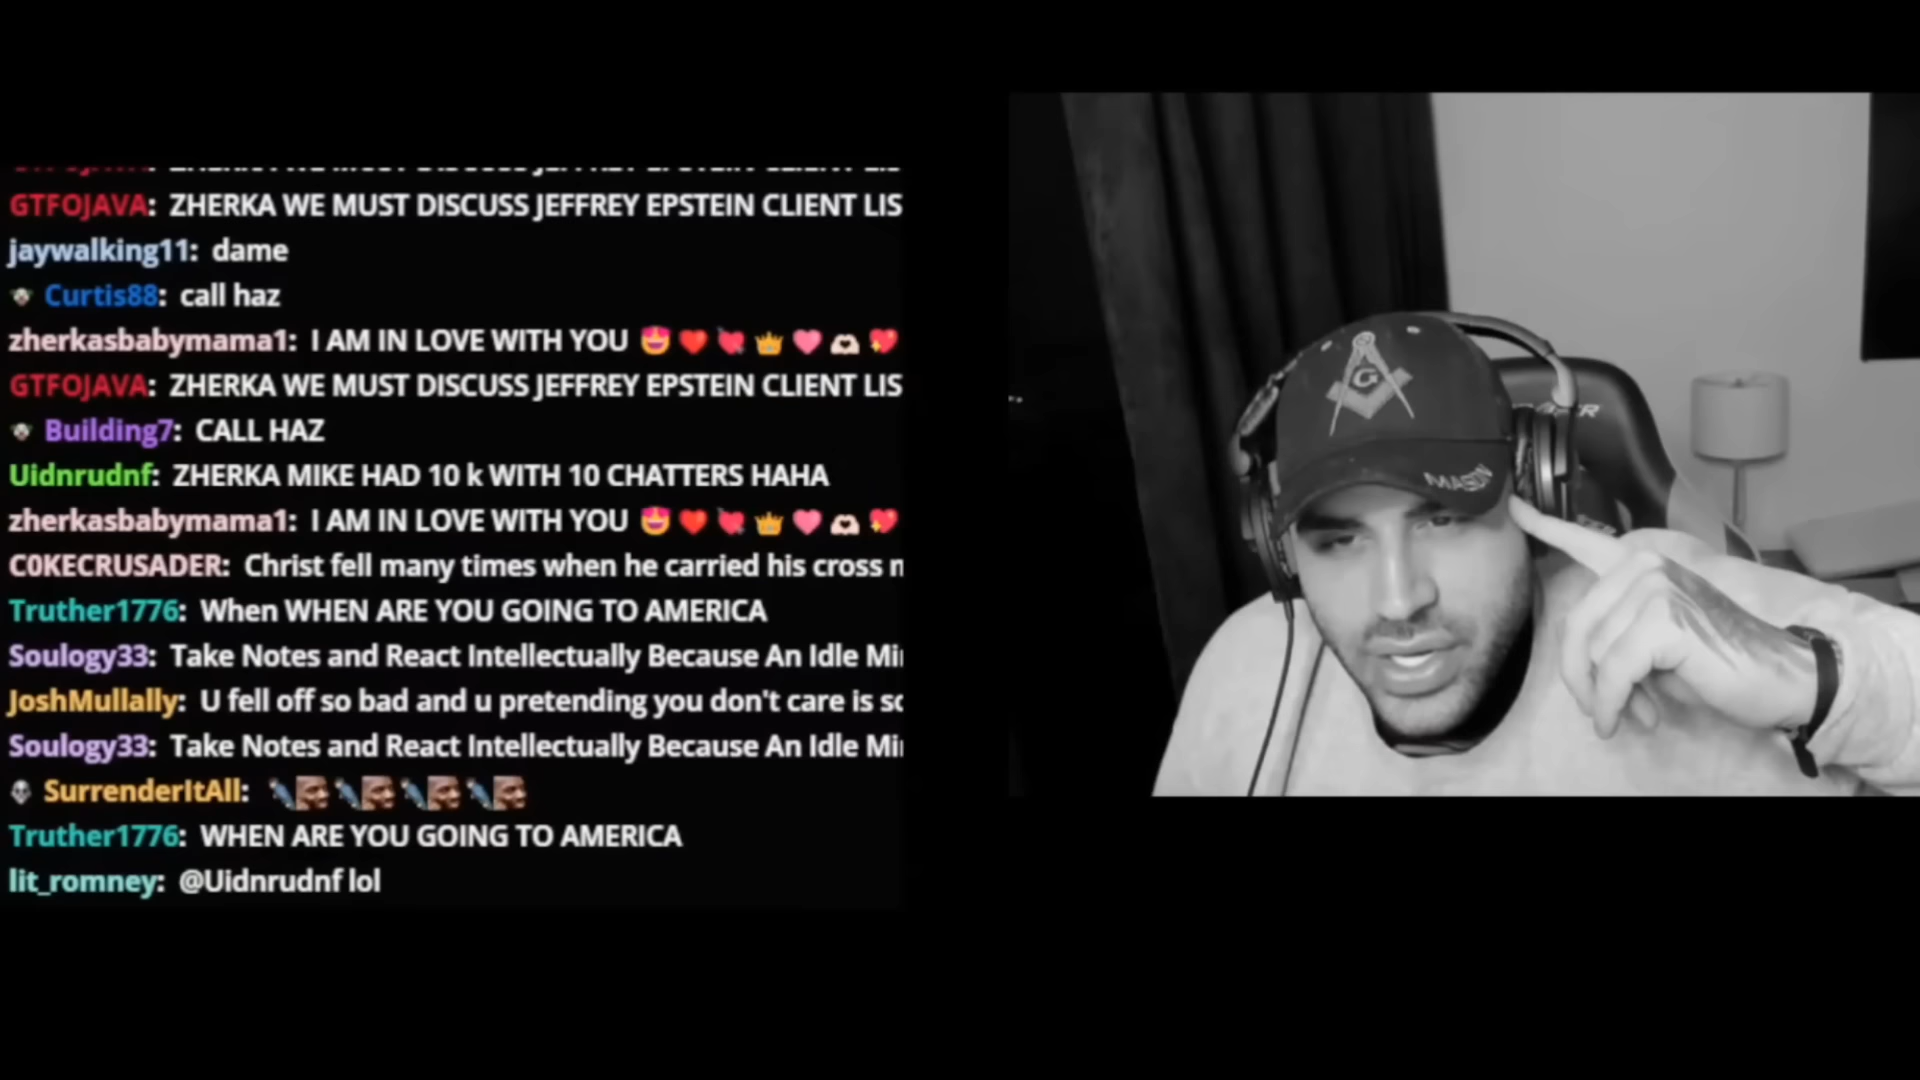 GTFOJAVA: ZHERKA WE MUST DISCUSS JEFFREY EPSTEIN CLIENT LIS
jaywalking11: dame
Curtis88: call haz
zherkasbabymama1: I AM IN LOVE WITH YOU 😍❤️💘👑🩷🫶💖
GTFOJAVA: ZHERKA WE MUST DISCUSS JEFFREY EPSTEIN CLIENT LIS
Building7: CALL HAZ
Uidnrudnf: ZHERKA MIKE HAD 10 k WITH 10 CHATTERS HAHA
zherkasbabymama1: I AM IN LOVE WITH YOU 😍❤️💘👑🩷🫶💖
C0KECRUSADER: Christ fell many times when he carried his cross
Truther1776: When WHEN ARE YOU GOING TO AMERICA
Soulogy33: Take Notes and React Intellectually Because An Idle
JoshMullally: U fell off so bad and u pretending you don't care is
Soulogy33: Take Notes and React Intellectually Because An Idle
SurrenderItAll:
Truther1776: WHEN ARE YOU GOING TO AMERICA
lit_romney: @Uidnrudnf lol
G
MASON